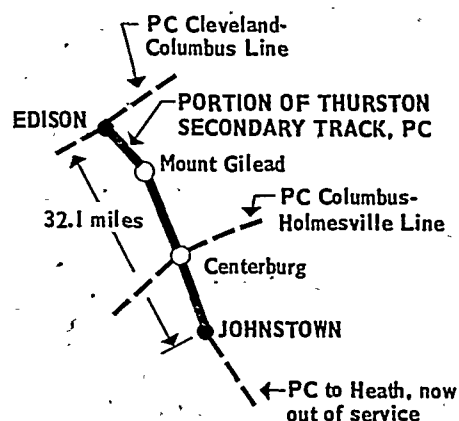 PC Cleveland-
Columbus Line
EDISON
PORTION OF THURSTON
SECONDARY TRACK, PC
Mount Gilead
32.1 miles
PC Columbus-
Holmesville Line
Centerburg
JOHNSTOWN
PC to Heath, now
out of service